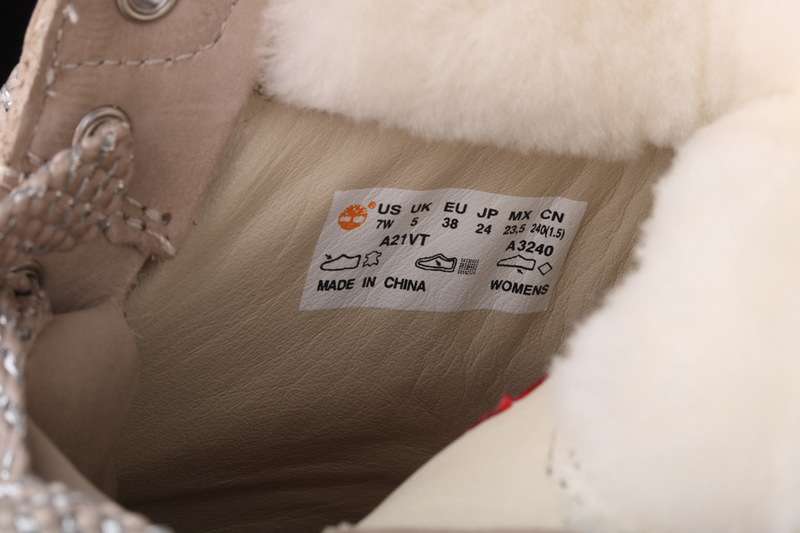 ® US UK EU JP MX CN
7W 5 38 24 23.5 240(1.5)
A21VT A3240
MADE IN CHINA WOMENS